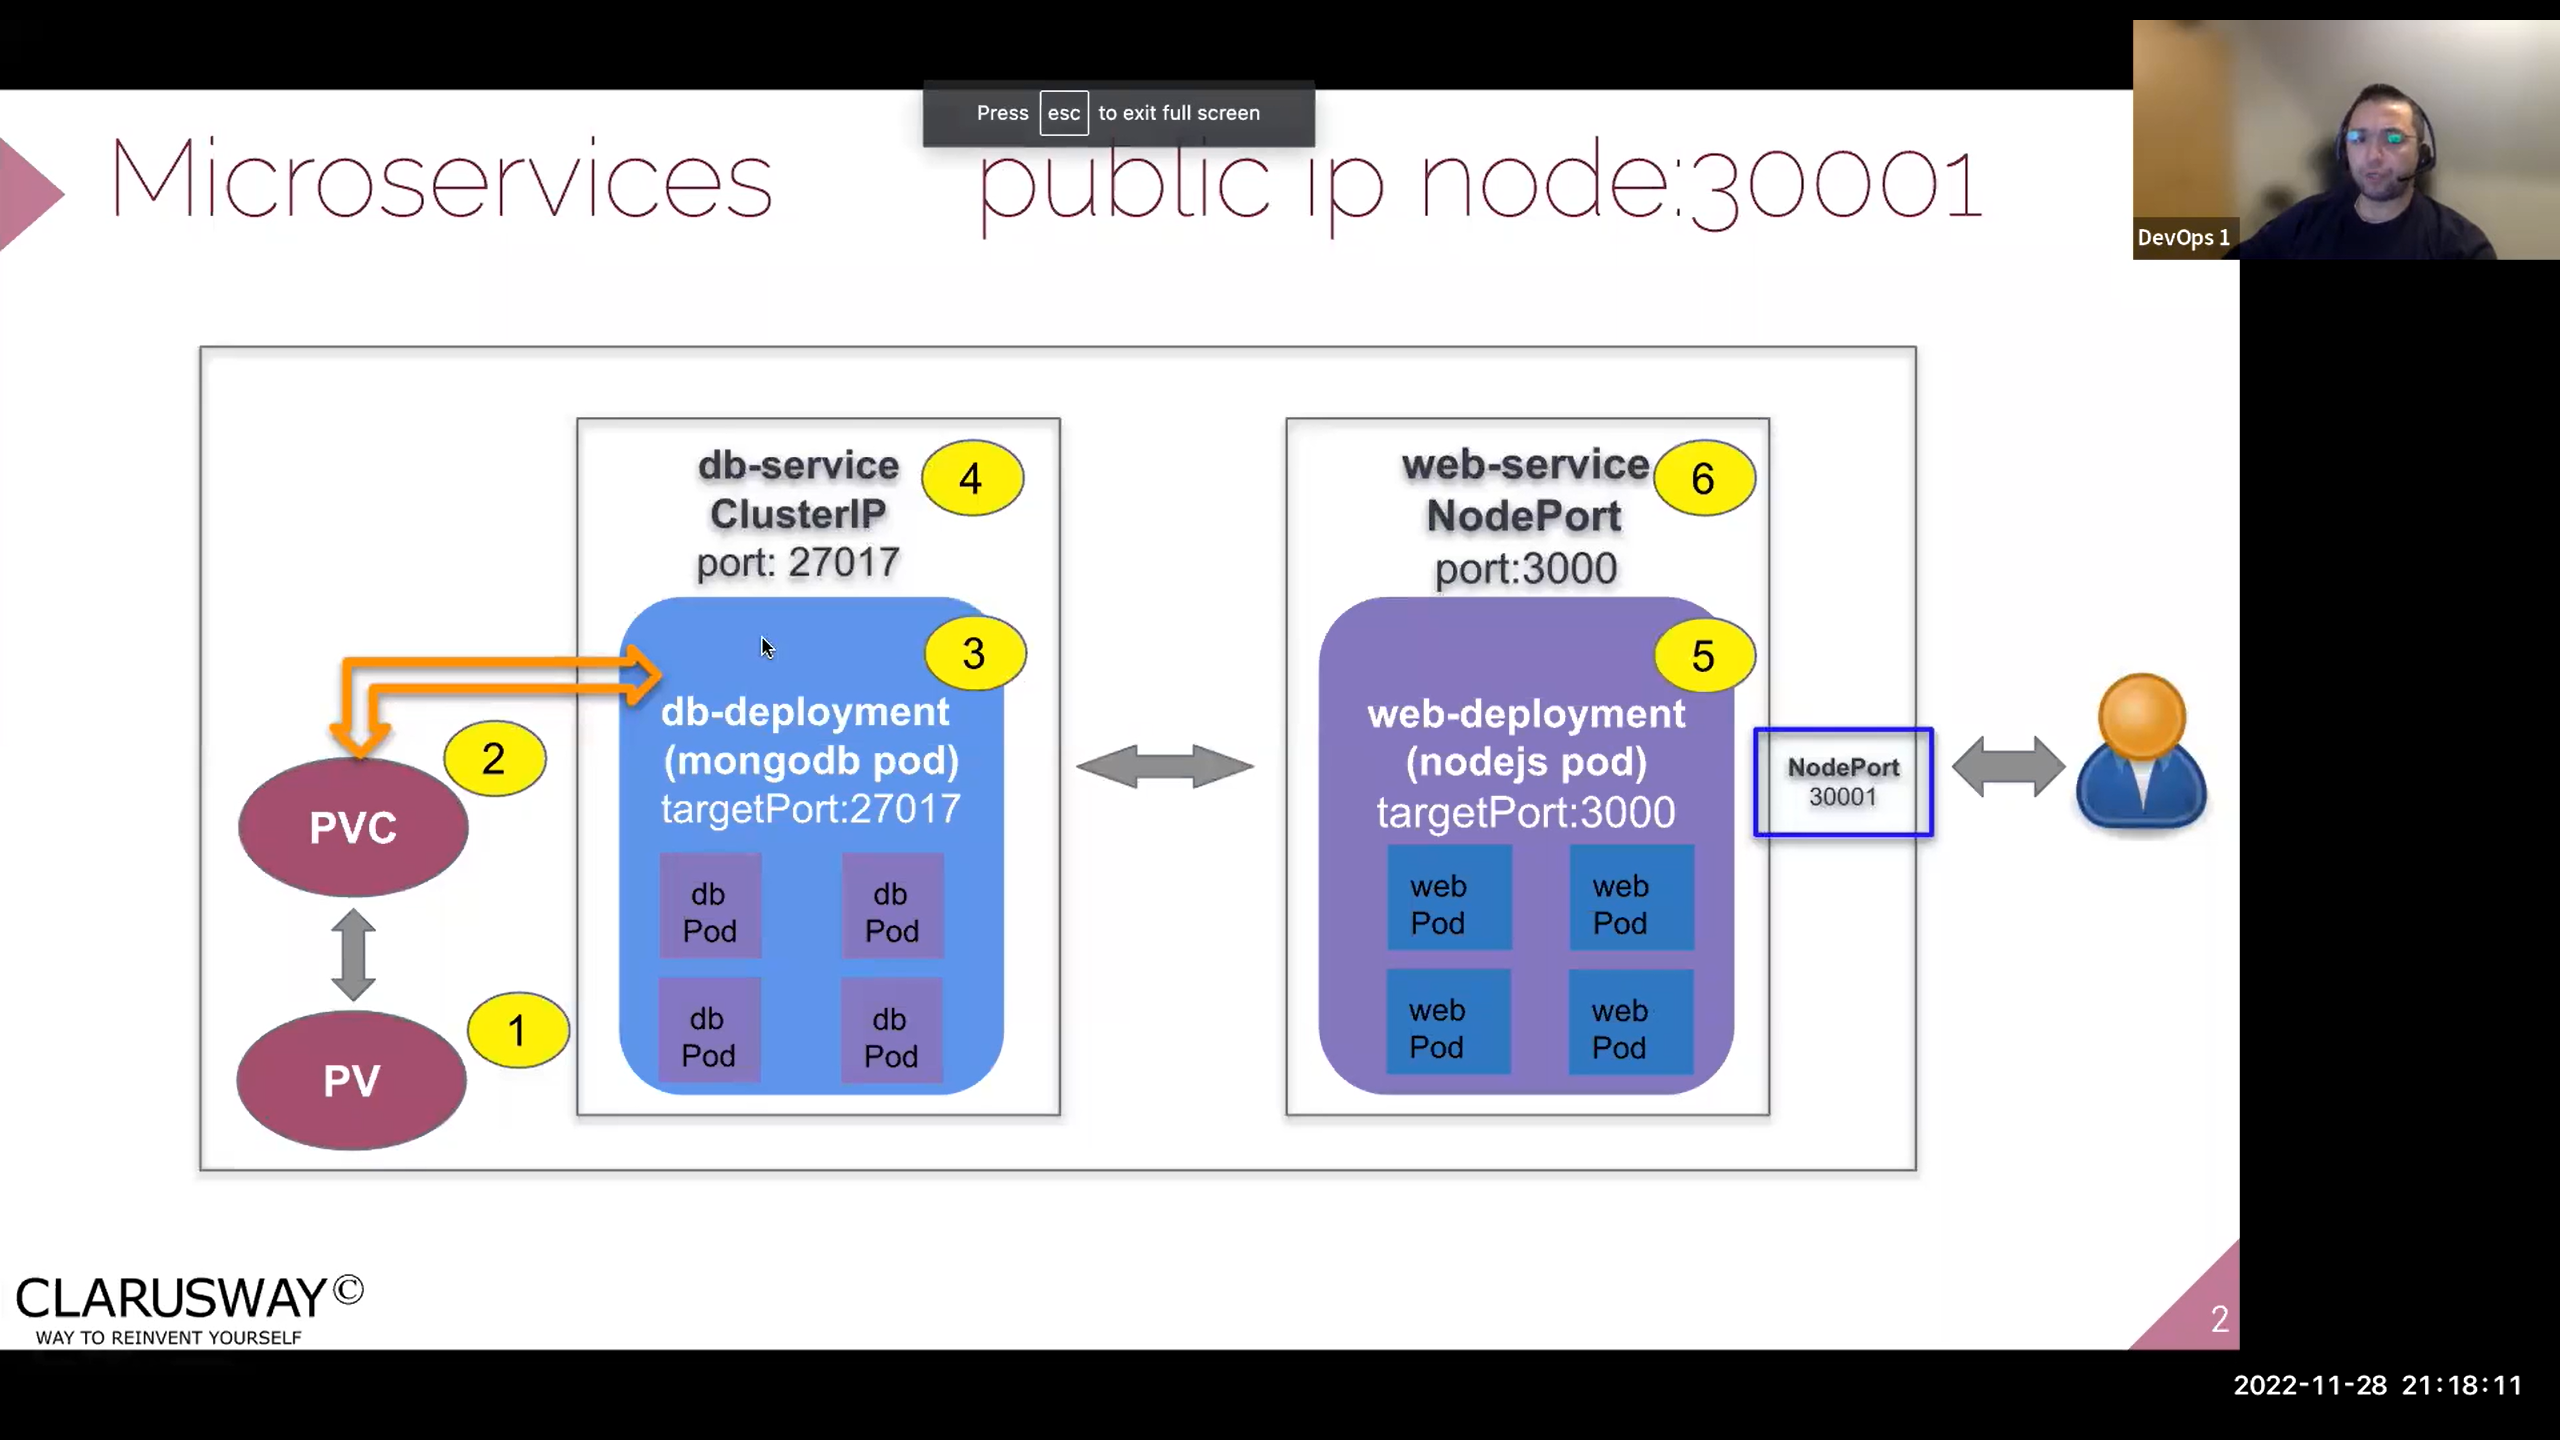 Press esc to exit full screen
Microservices public ip node:30001
DevOps 1
db-service
ClusterIP
port: 27017
4
web-service
NodePort
port:3000
6
3
db-deployment
(mongodb pod)
targetPort:27017
5
web-deployment
(nodejs pod)
targetPort:3000
NodePort
30001
2
PVC
1
PV
db
Pod
db
Pod
db
Pod
db
Pod
web
Pod
web
Pod
web
Pod
web
Pod
CLARUSWAY©
WAY TO REINVENT YOURSELF
2
2022-11-28 21:18:11